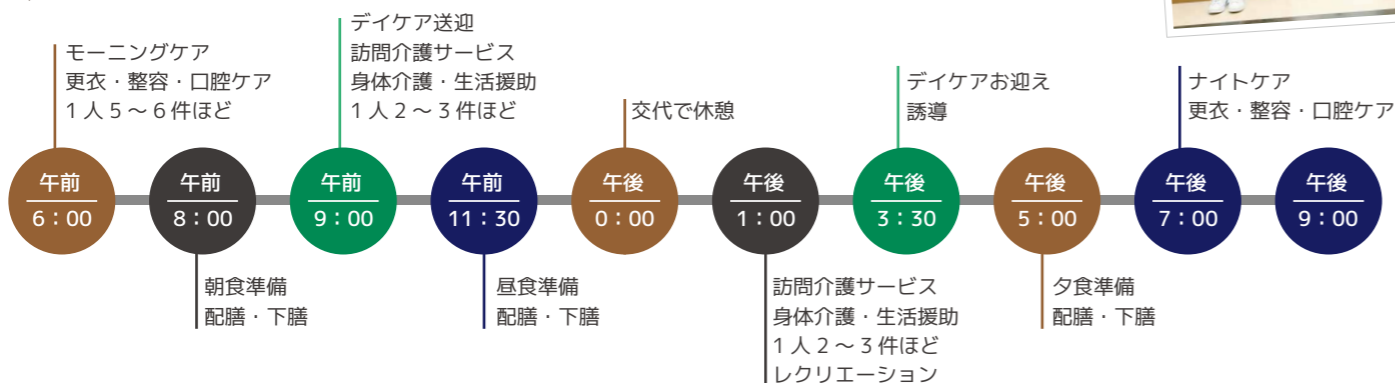 モーニングケア
更衣・整容・口腔ケア
1人5～6件ほど
デイケア送迎
訪問介護サービス
身体介護・生活援助
1人2～3件ほど
交代で休憩
デイケアお迎え
誘導
ナイトケア
更衣・整容・口腔ケア
午前
6：00
午前
8：00
午前
9：00
午前
11：30
午後
0：00
午後
1：00
午後
3：30
午後
5：00
午後
7：00
午後
9：00
朝食準備
配膳・下膳
昼食準備
配膳・下膳
訪問介護サービス
身体介護・生活援助
1人2～3件ほど
レクリエーション
夕食準備
配膳・下膳